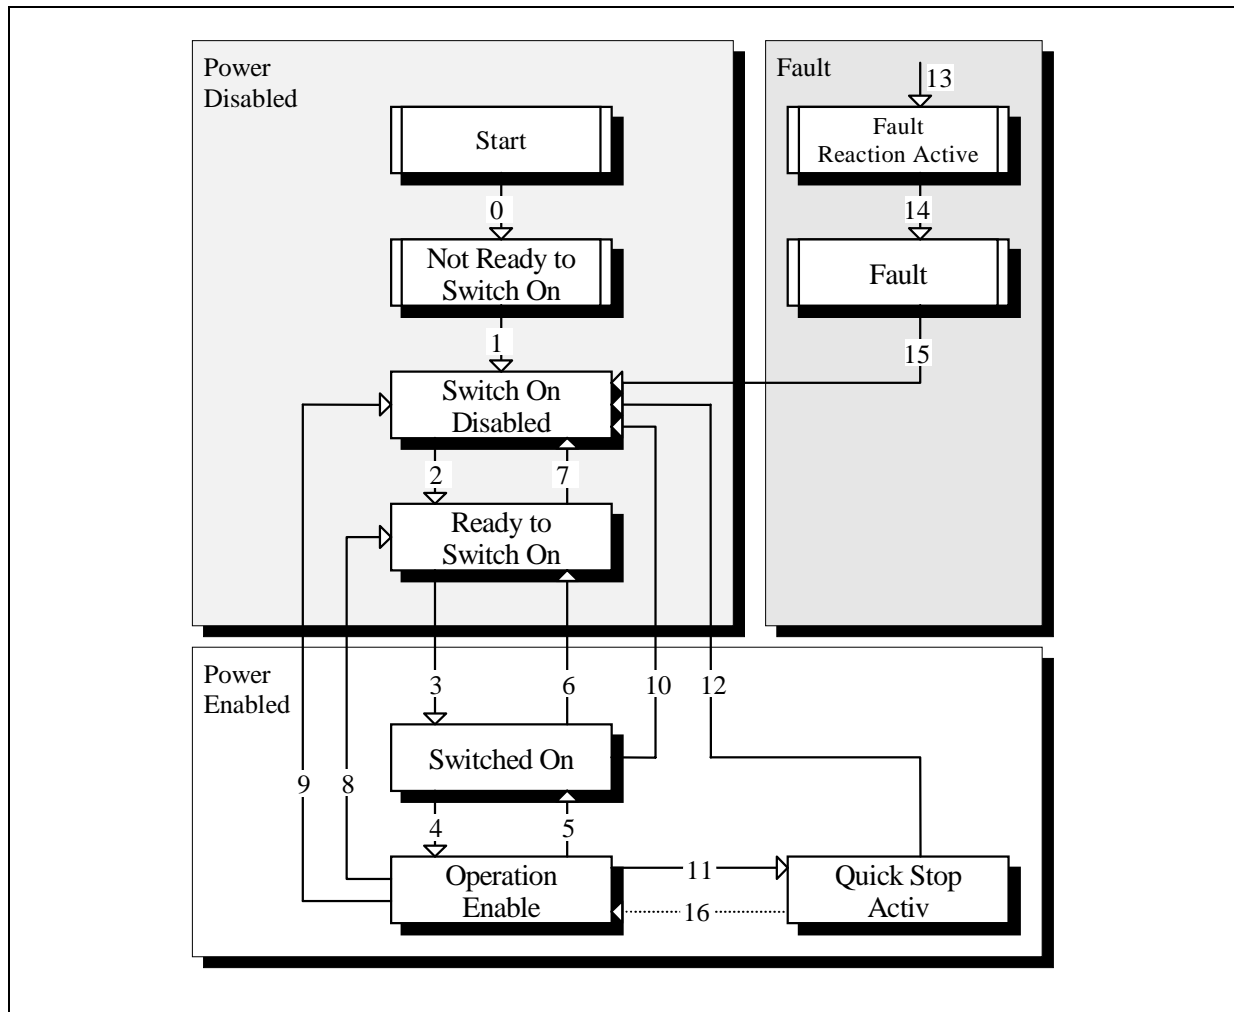 Power
Disabled
Start
0
Not Ready to
Switch On
1
Switch On
Disabled
2
7
Ready to
Switch On
Fault
13
Fault
Reaction Active
14
Fault
15
Power
Enabled
3
6
10
12
Switched On
9
8
4
5
Operation
Enable
11
16
Quick Stop
Activ